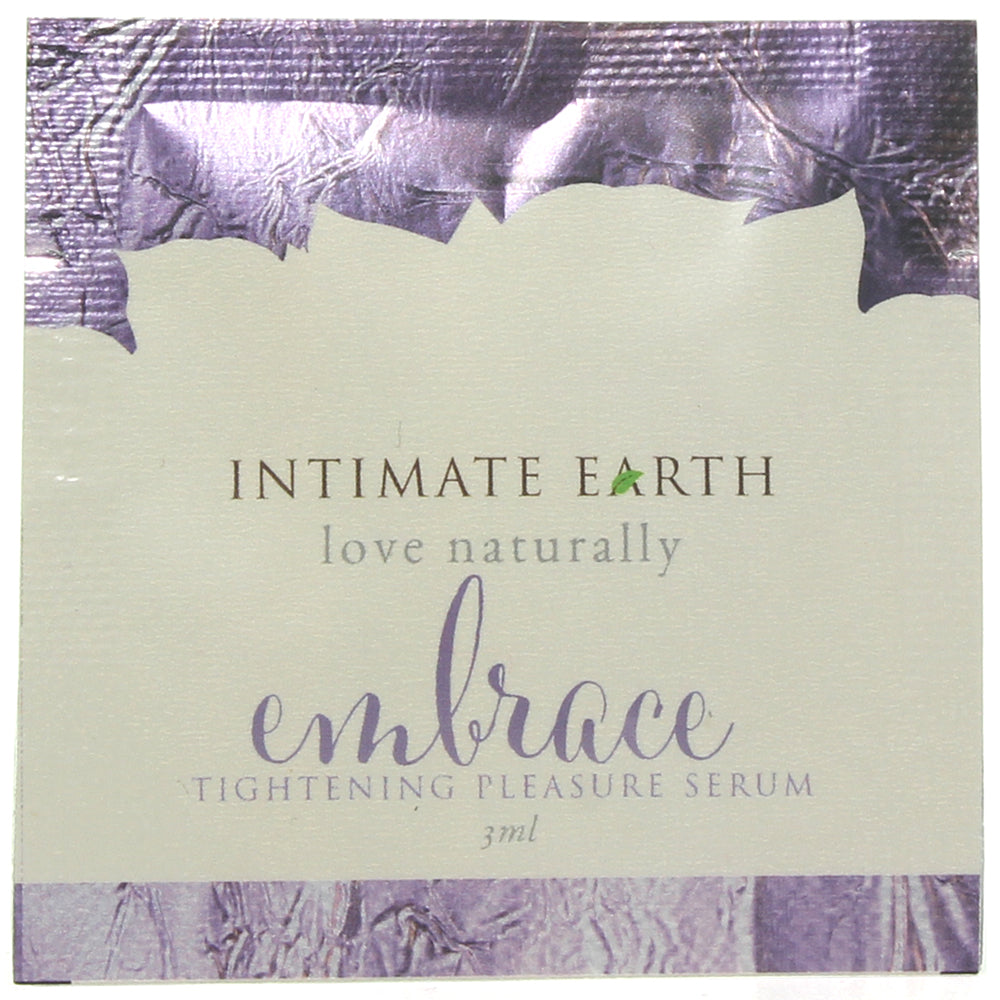 INTIMATE EARTH
love naturally
embrace
TIGHTENING PLEASURE SERUM
3ml